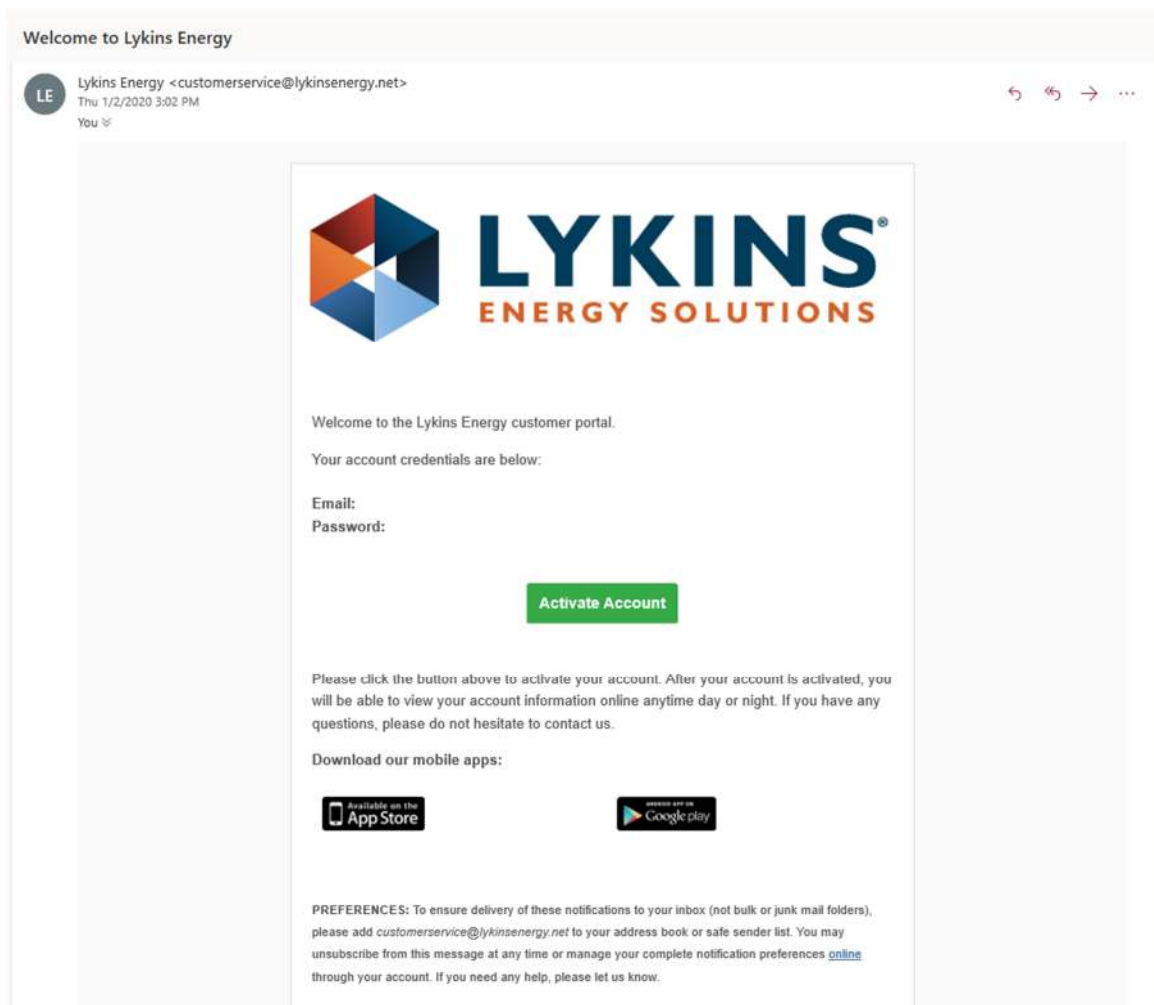 Welcome to Lykins Energy
LE
Lykins Energy <customerservice@lykinsenergy.net>
Thu 1/2/2020 3:02 PM
You
LYKINS®
ENERGY SOLUTIONS
Welcome to the Lykins Energy customer portal.
Your account credentials are below:
Email:
Password:
Activate Account
Please click the button above to activate your account. After your account is activated, you
will be able to view your account information online anytime day or night. If you have any
questions, please do not hesitate to contact us.
Download our mobile apps:
Available on the
App Store
ANDROID APP ON
Google play
PREFERENCES: To ensure delivery of these notifications to your inbox (not bulk or junk mail folders),
please add customerservice@lykinsenergy.net to your address book or safe sender list. You may
unsubscribe from this message at any time or manage your complete notification preferences online
through your account. If you need any help, please let us know.